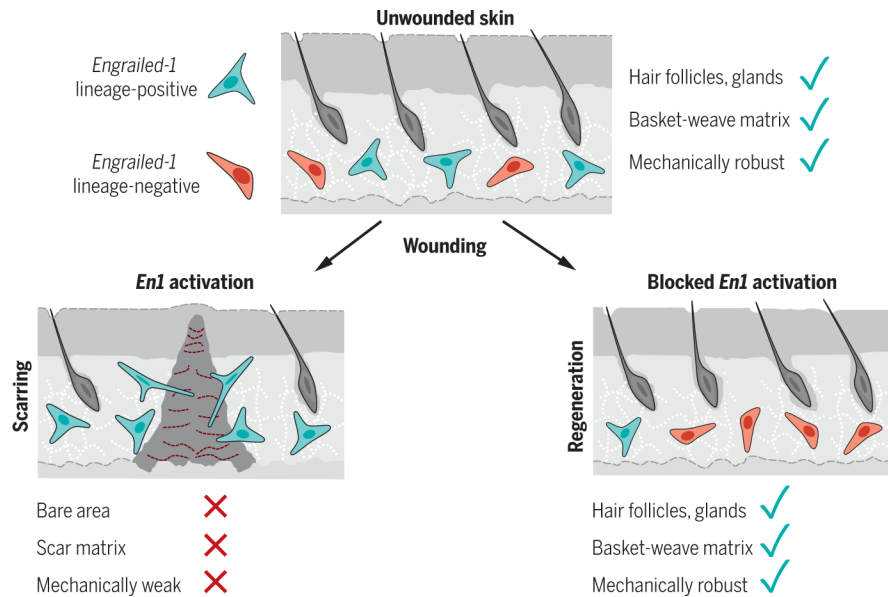 Unwounded skin
Engrailed-1
lineage-positive
Engrailed-1
lineage-negative
Hair follicles, glands
Basket-weave matrix
Mechanically robust
Wounding
En1 activation
Scarring
Bare area
Scar matrix
Mechanically weak
Blocked En1 activation
Regeneration
Hair follicles, glands
Basket-weave matrix
Mechanically robust